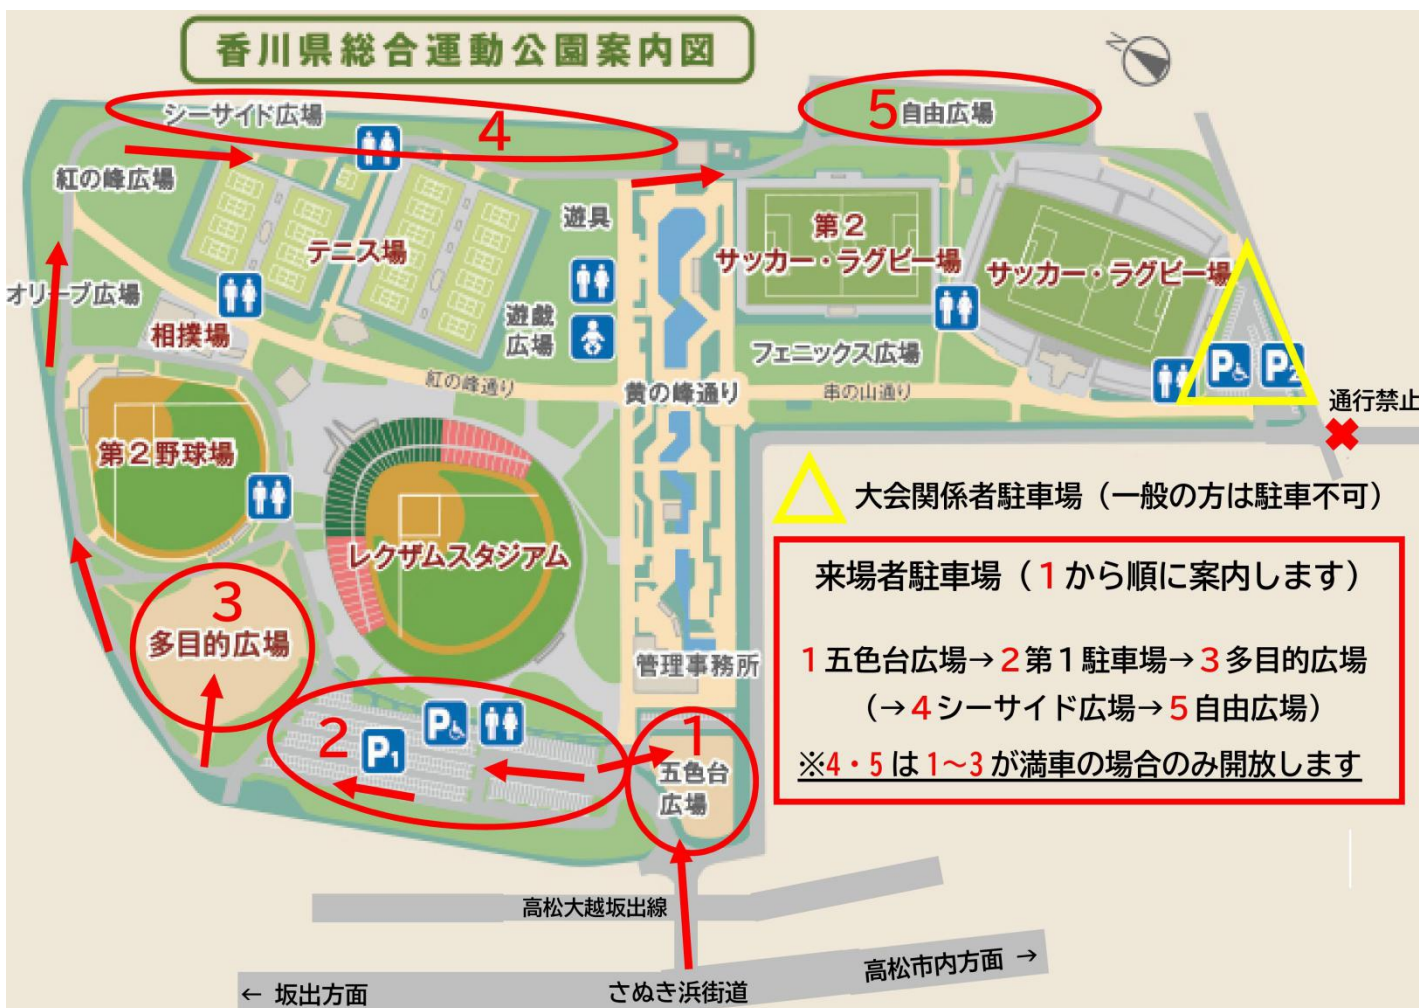 香川県総合運動公園案内図
N
シーサイド広場
4
5
自由広場
紅の峰広場
テニス場
遊具
第2
サッカー・ラグビー場
サッカー・ラグビー場
オリーブ広場
相撲場
遊戯
広場
フェニックス広場
紅の峰通り
黄の峰通り
串の山通り
P
P2
通行禁止
第2野球場
レクザムスタジアム
大会関係者駐車場（一般の方は駐車不可）
3
多目的広場
管理事務所
来場者駐車場（1から順に案内します）
1五色台広場→2第1駐車場→3多目的広場
（→4シーサイド広場→5自由広場）
※4・5は1～3が満車の場合のみ開放します
2
P1
P
1
五色台
広場
高松大越坂出線
高松市内方面 →
← 坂出方面
さぬき浜街道